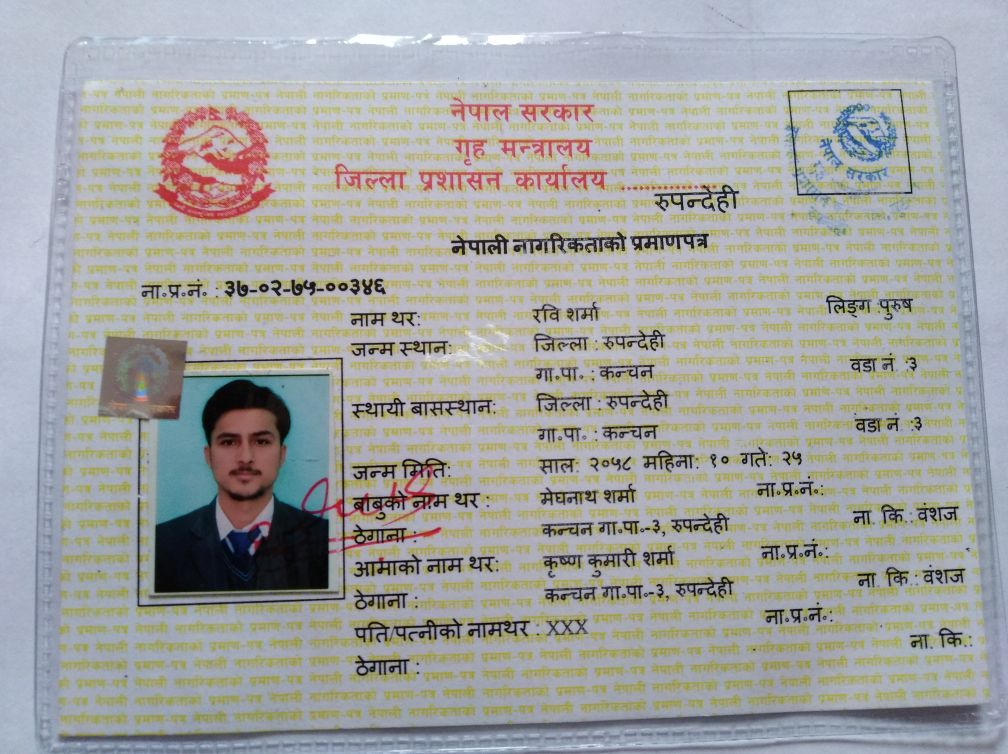 नेपाल सरकार
गृह मन्त्रालय
जिल्ला प्रशासन कार्यालय ..............
रुपन्देही
नेपाल सरकार
नेपाली नागरिकताको प्रमाणपत्र
ना.प्र.नं. : ३७-०२-७५-००३४६
नाम थर: रवि शर्मा लिङ्ग :पुरुष
जन्म स्थान: जिल्ला : रुपन्देही
गा.पा. : कन्चन वडा नं :३
स्थायी बासस्थान: जिल्ला : रुपन्देही
गा.पा. : कन्चन वडा नं :३
जन्म मिति: साल: २०५८ महिना: १० गते: २५
बाबुको नाम थर : मेघनाथ शर्मा ना.प्र.नं.:
ठेगाना : कन्चन गा.पा.-३, रुपन्देही ना. कि.: वंशज
आमाको नाम थर: कृष्ण कुमारी शर्मा ना.प्र.नं.:
ठेगाना : कन्चन गा.पा.-३, रुपन्देही ना. कि.: वंशज
पति/पत्नीको नामथर : XXX ना.प्र.नं.:
ठेगाना : ना. कि.: